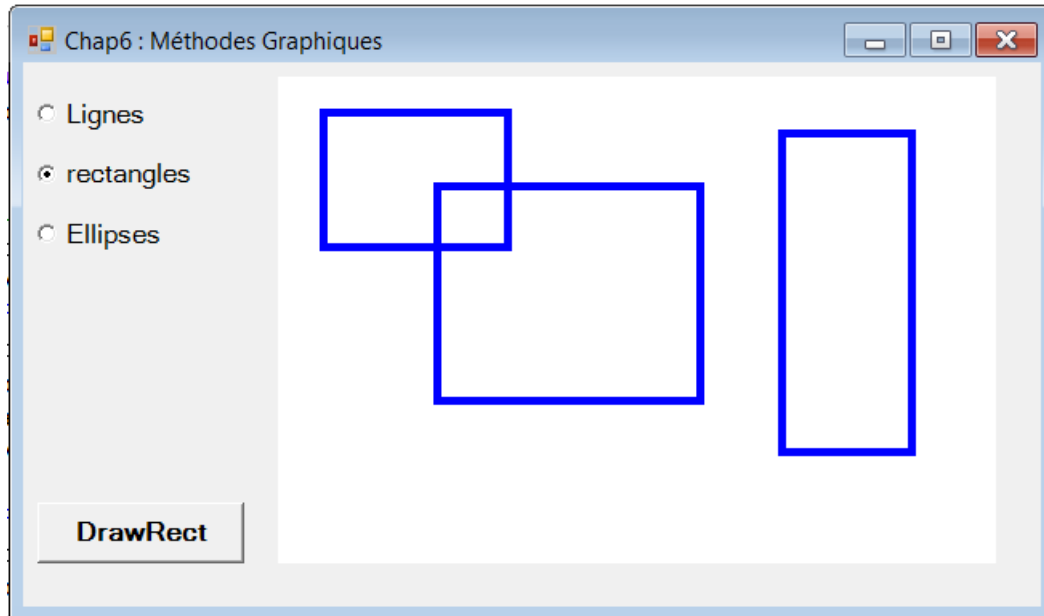 Chap6 : Méthodes Graphiques
Lignes
rectangles
Ellipses
DrawRect